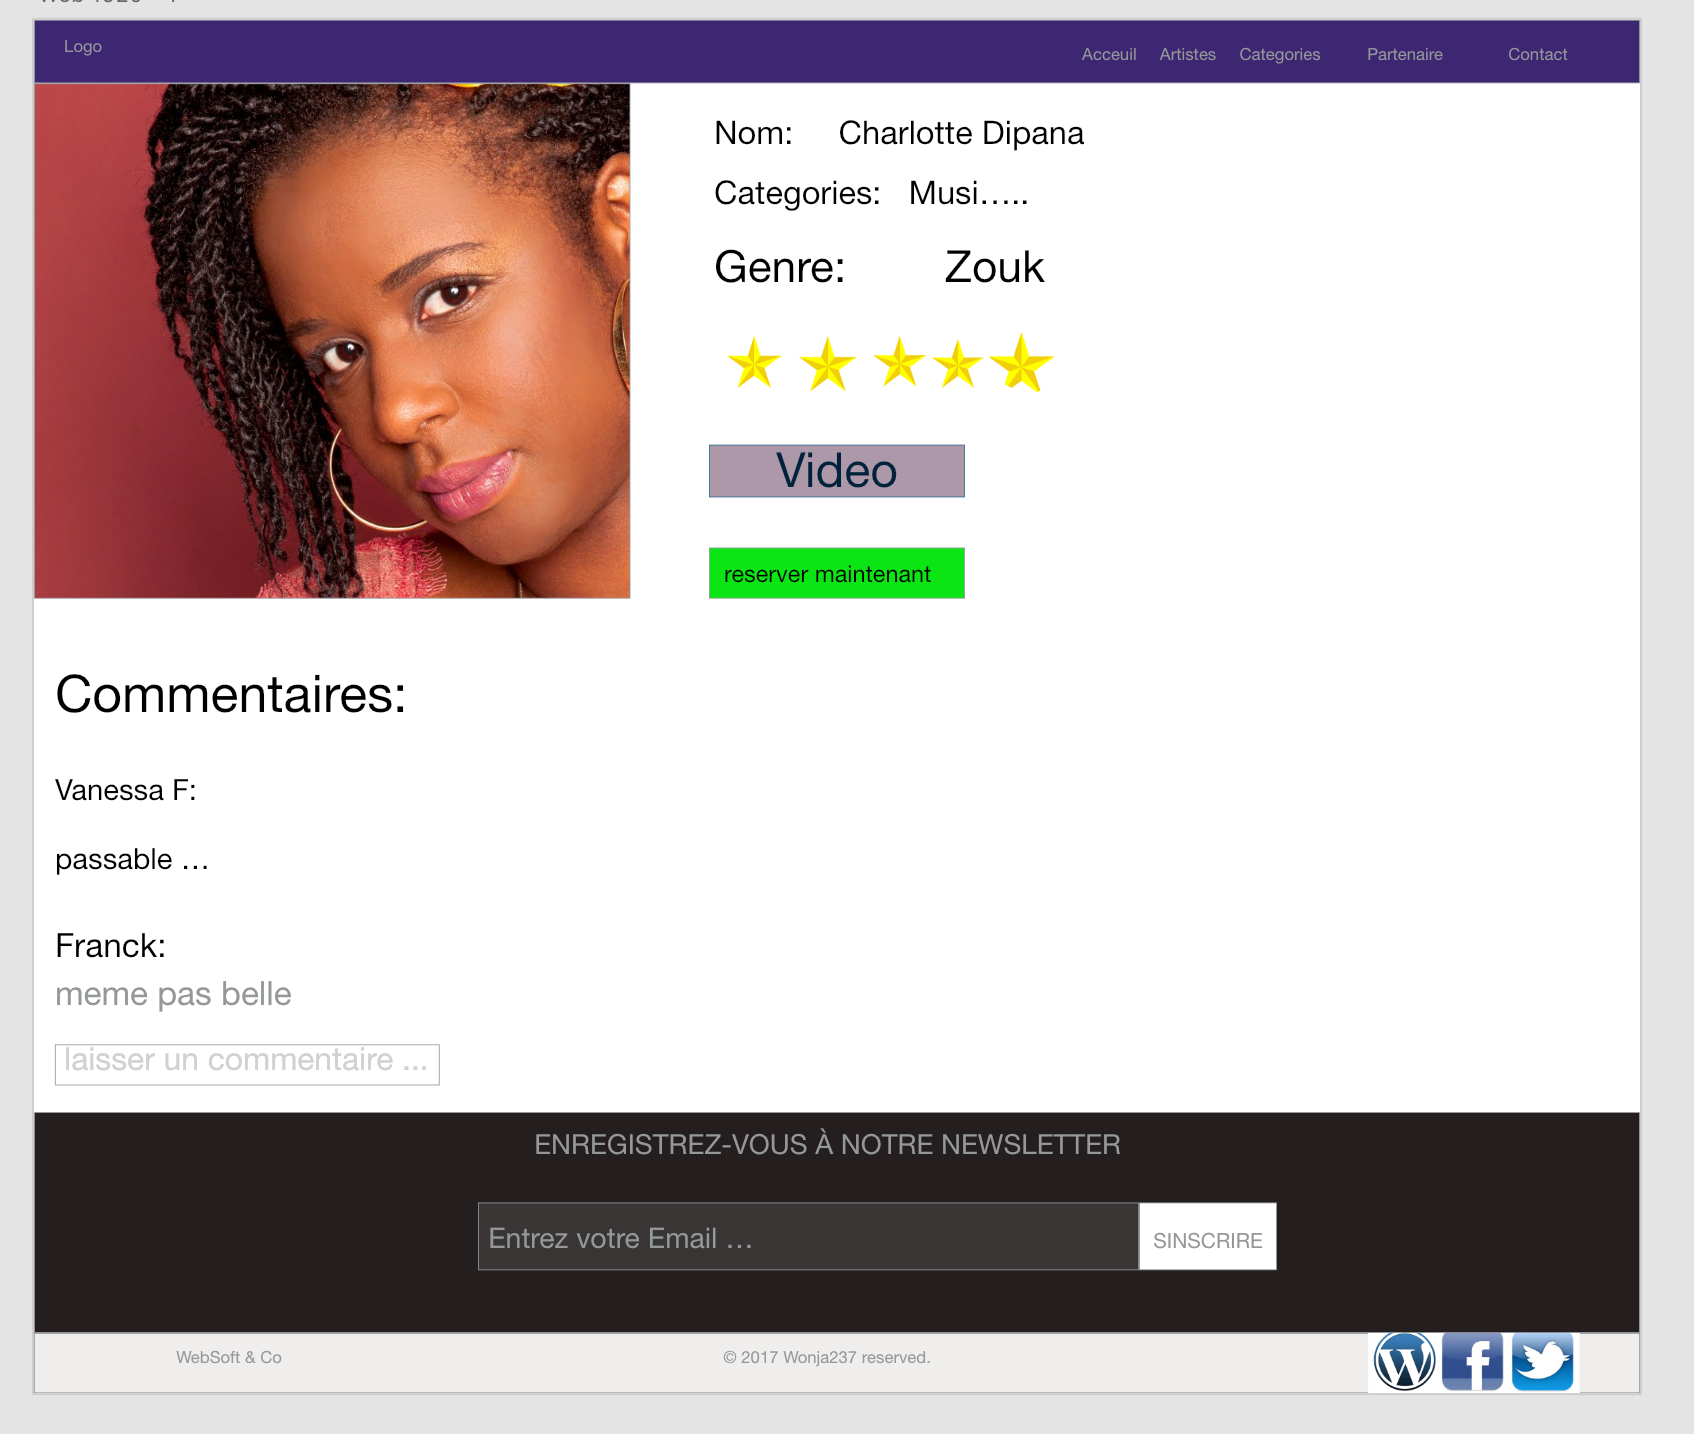 Logo
Acceuil Artistes Categories Partenaire Contact
Nom: Charlotte Dipana
Categories: Musi…..
Genre: Zouk
Video
reserver maintenant
Commentaires:
Vanessa F:
passable …
Franck:
meme pas belle
laisser un commentaire ...
ENREGISTREZ-VOUS À NOTRE NEWSLETTER
Entrez votre Email …
SINSCRIRE
WebSoft & Co
© 2017 Wonja237 reserved.